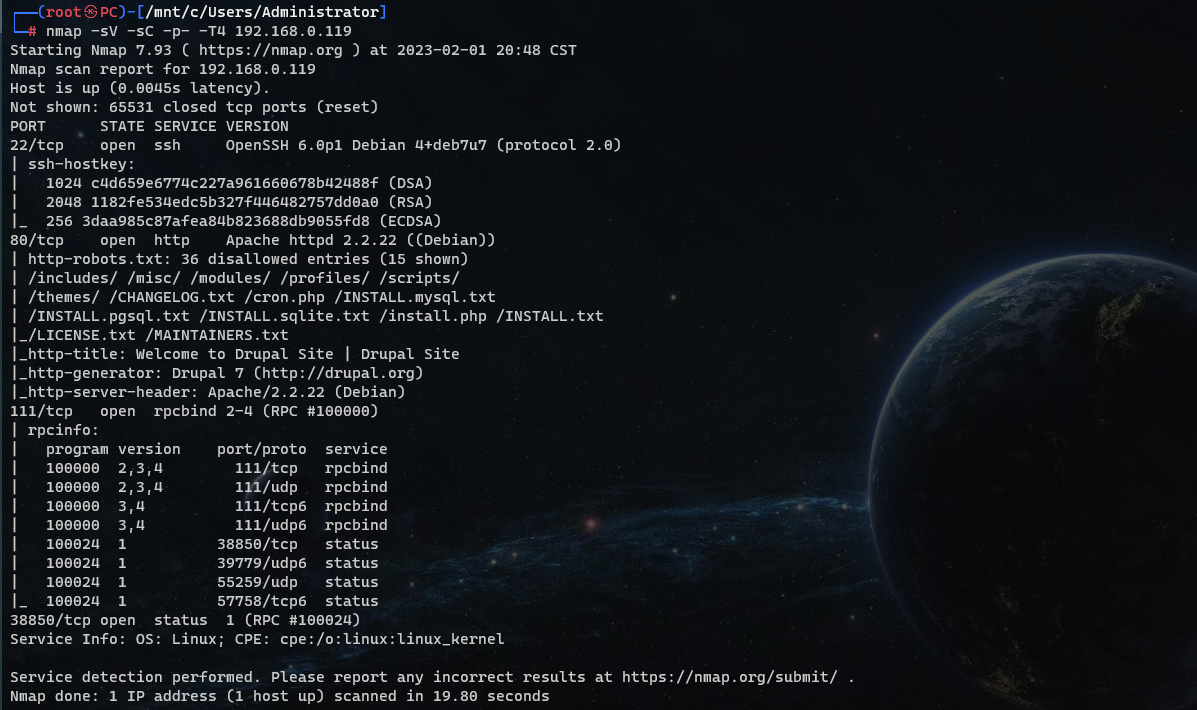 ┌──(root㉿PC)-[/mnt/c/Users/Administrator]
└─# nmap -sV -sC -p- -T4 192.168.0.119
Starting Nmap 7.93 ( https://nmap.org ) at 2023-02-01 20:48 CST
Nmap scan report for 192.168.0.119
Host is up (0.0045s latency).
Not shown: 65531 closed tcp ports (reset)
PORT      STATE SERVICE VERSION
22/tcp    open  ssh     OpenSSH 6.0p1 Debian 4+deb7u7 (protocol 2.0)
| ssh-hostkey:
|   1024 c4d659e6774c227a961660678b42488f (DSA)
|   2048 1182fe534edc5b327f446482757dd0a0 (RSA)
|_  256 3daa985c87afea84b823688db9055fd8 (ECDSA)
80/tcp    open  http    Apache httpd 2.2.22 ((Debian))
| http-robots.txt: 36 disallowed entries (15 shown)
| /includes/ /misc/ /modules/ /profiles/ /scripts/
| /themes/ /CHANGELOG.txt /cron.php /INSTALL.mysql.txt
| /INSTALL.pgsql.txt /INSTALL.sqlite.txt /install.php /INSTALL.txt
|_/LICENSE.txt /MAINTAINERS.txt
|_http-title: Welcome to Drupal Site | Drupal Site
|_http-generator: Drupal 7 (http://drupal.org)
|_http-server-header: Apache/2.2.22 (Debian)
111/tcp   open  rpcbind 2-4 (RPC #100000)
| rpcinfo:
|   program version     port/proto  service
|   100000  2,3,4          111/tcp   rpcbind
|   100000  2,3,4          111/udp   rpcbind
|   100000  3,4            111/tcp6  rpcbind
|   100000  3,4            111/udp6  rpcbind
|   100024  1            38850/tcp   status
|   100024  1            39779/udp6  status
|   100024  1            55259/udp   status
|_  100024  1            57758/tcp6  status
38850/tcp open  status  1 (RPC #100024)
Service Info: OS: Linux; CPE: cpe:/o:linux:linux_kernel
Service detection performed. Please report any incorrect results at https://nmap.org/submit/ .
Nmap done: 1 IP address (1 host up) scanned in 19.80 seconds